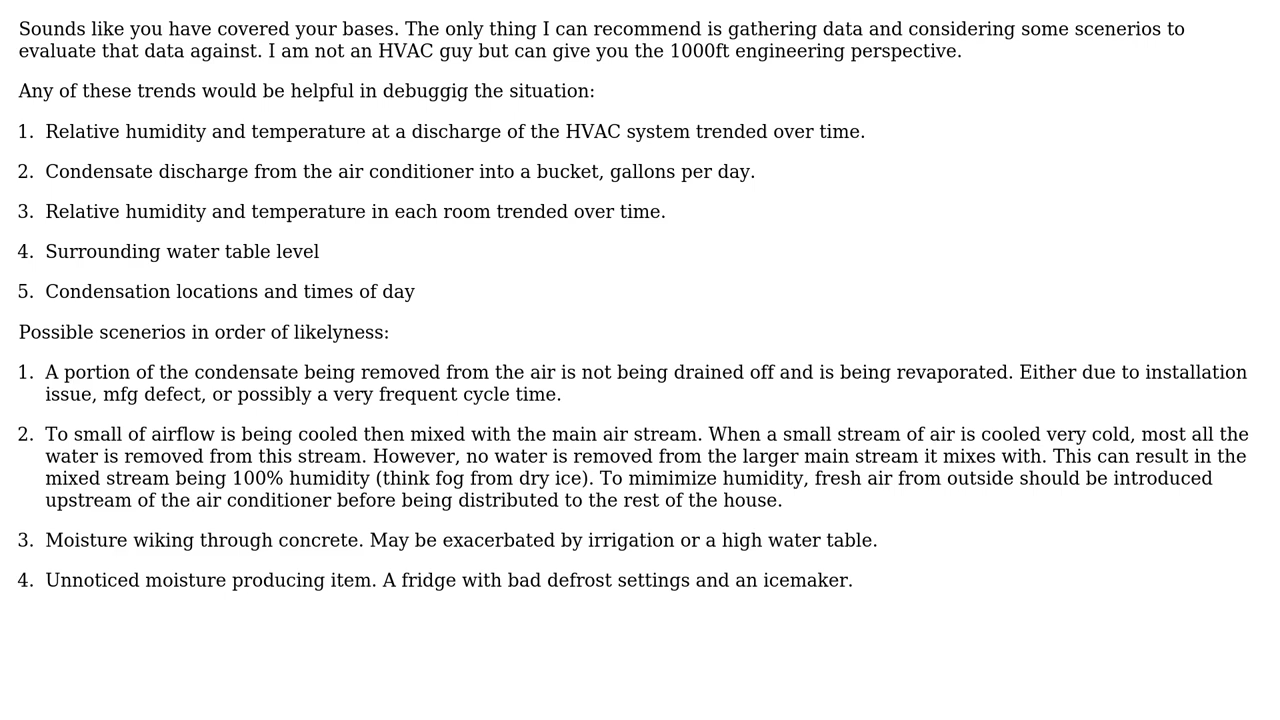 Sounds like you have covered your bases. The only thing I can recommend is gathering data and considering some scenerios to
evaluate that data against. I am not an HVAC guy but can give you the 1000ft engineering perspective.
Any of these trends would be helpful in debuggig the situation:
1. Relative humidity and temperature at a discharge of the HVAC system trended over time.
2. Condensate discharge from the air conditioner into a bucket, gallons per day.
3. Relative humidity and temperature in each room trended over time.
4. Surrounding water table level
5. Condensation locations and times of day
Possible scenerios in order of likelyness:
1. A portion of the condensate being removed from the air is not being drained off and is being revaporated. Either due to installation
issue, mfg defect, or possibly a very frequent cycle time.
2. To small of airflow is being cooled then mixed with the main air stream. When a small stream of air is cooled very cold, most all the
water is removed from this stream. However, no water is removed from the larger main stream it mixes with. This can result in the
mixed stream being 100% humidity (think fog from dry ice). To mimimize humidity, fresh air from outside should be introduced
upstream of the air conditioner before being distributed to the rest of the house.
3. Moisture wiking through concrete. May be exacerbated by irrigation or a high water table.
4. Unnoticed moisture producing item. A fridge with bad defrost settings and an icemaker.